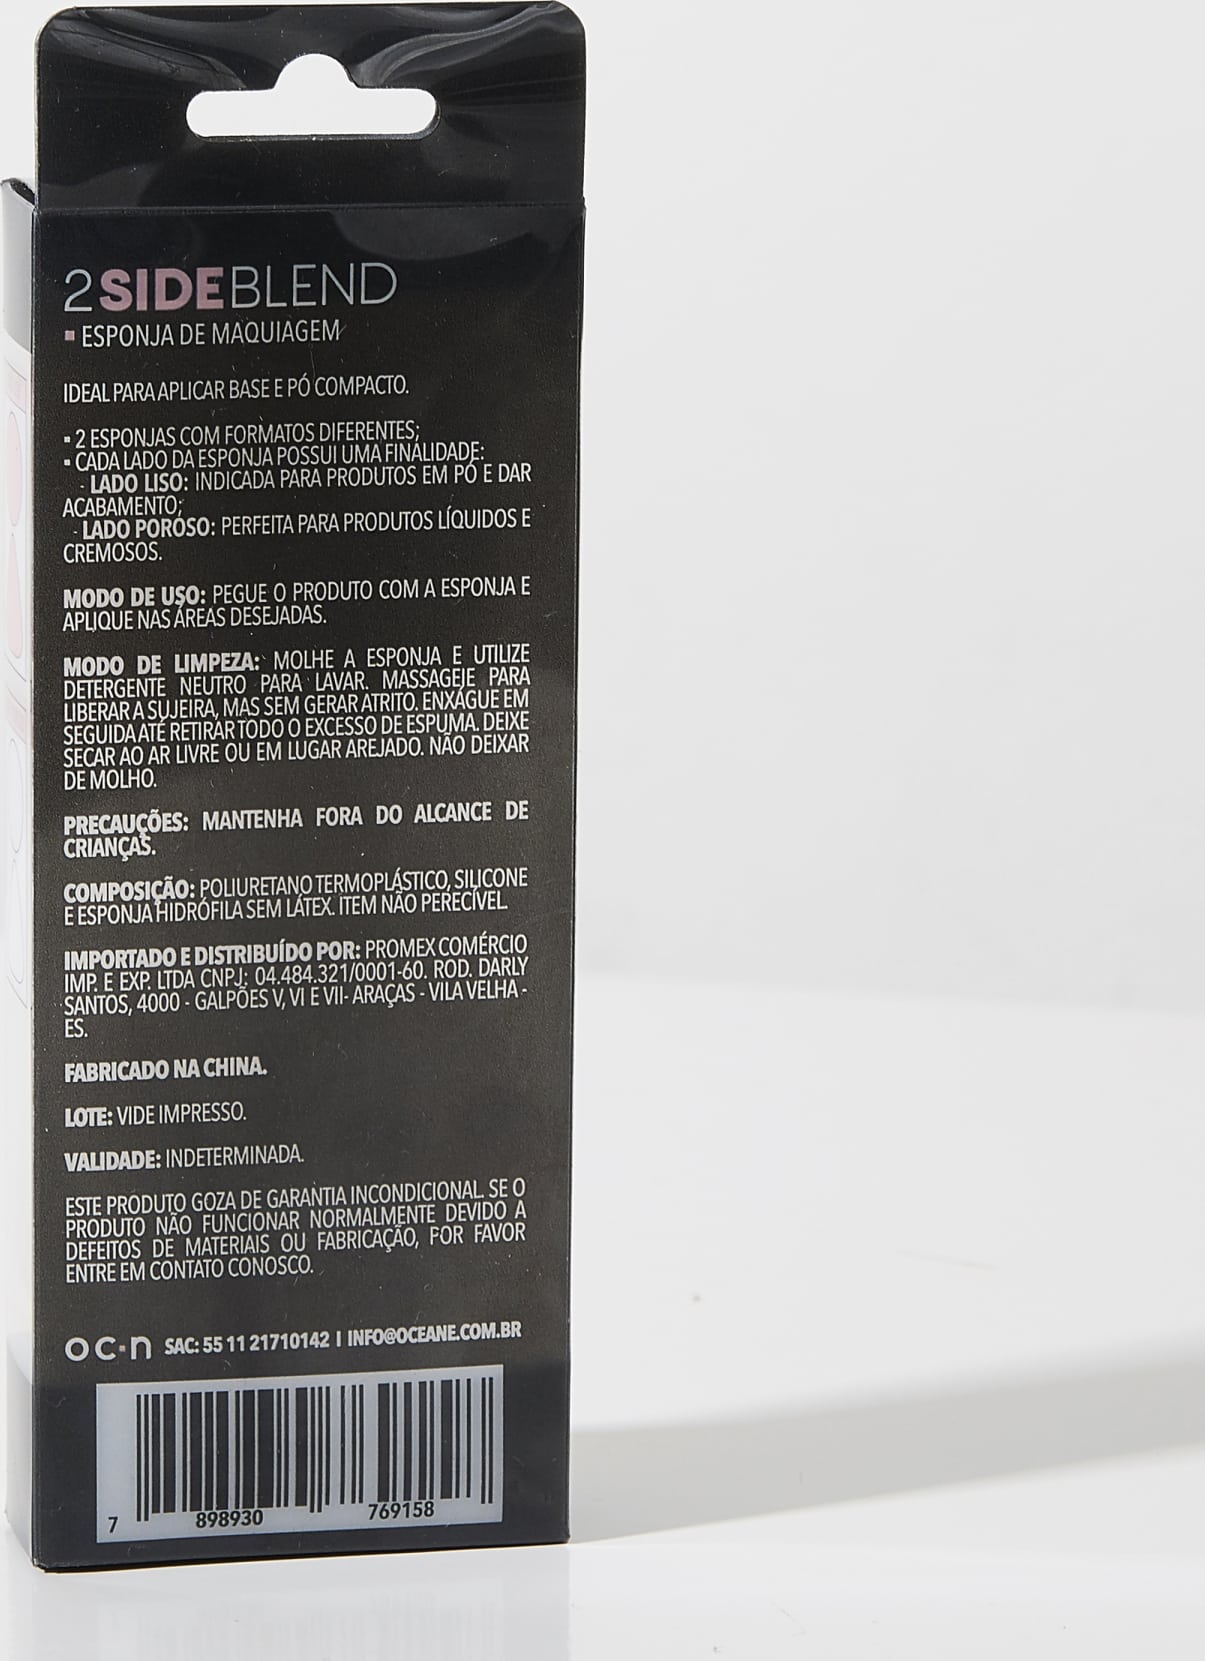 2SIDEBLEND
▪ ESPONJA DE MAQUIAGEM
IDEAL PARA APLICAR BASE E PÓ COMPACTO.
▪ 2 ESPONJAS COM FORMATOS DIFERENTES;
▪ CADA LADO DA ESPONJA POSSUI UMA FINALIDADE:
- LADO LISO: INDICADA PARA PRODUTOS EM PÓ E DAR
ACABAMENTO;
- LADO POROSO: PERFEITA PARA PRODUTOS LÍQUIDOS E
CREMOSOS.
MODO DE USO: PEGUE O PRODUTO COM A ESPONJA E
APLIQUE NAS ÁREAS DESEJADAS.
MODO DE LIMPEZA: MOLHE A ESPONJA E UTILIZE
DETERGENTE NEUTRO PARA LAVAR. MASSAGEJE PARA
LIBERAR A SUJEIRA, MAS SEM GERAR ATRITO. ENXÁGUE EM
SEGUIDA ATÉ RETIRAR TODO O EXCESSO DE ESPUMA. DEIXE
SECAR AO AR LIVRE OU EM LUGAR AREJADO. NÃO DEIXAR
DE MOLHO.
PRECAUÇÕES: MANTENHA FORA DO ALCANCE DE
CRIANÇAS.
COMPOSIÇÃO: POLIURETANO TERMOPLÁSTICO, SILICONE
E ESPONJA HIDRÓFILA SEM LÁTEX. ITEM NÃO PERECÍVEL.
IMPORTADO E DISTRIBUÍDO POR: PROMEX COMÉRCIO
IMP. E EXP. LTDA CNPJ: 04.484.321/0001-60. ROD. DARLY
SANTOS, 4000 - GALPÕES V, VI E VII- ARAÇAS - VILA VELHA -
ES.
FABRICADO NA CHINA.
LOTE: VIDE IMPRESSO.
VALIDADE: INDETERMINADA.
ESTE PRODUTO GOZA DE GARANTIA INCONDICIONAL. SE O
PRODUTO NÃO FUNCIONAR NORMALMENTE DEVIDO A
DEFEITOS DE MATERIAIS OU FABRICAÇÃO, POR FAVOR
ENTRE EM CONTATO CONOSCO.
oc-n SAC: 55 11 21710142 I INFO@OCEANE.COM.BR
7 898930 769158